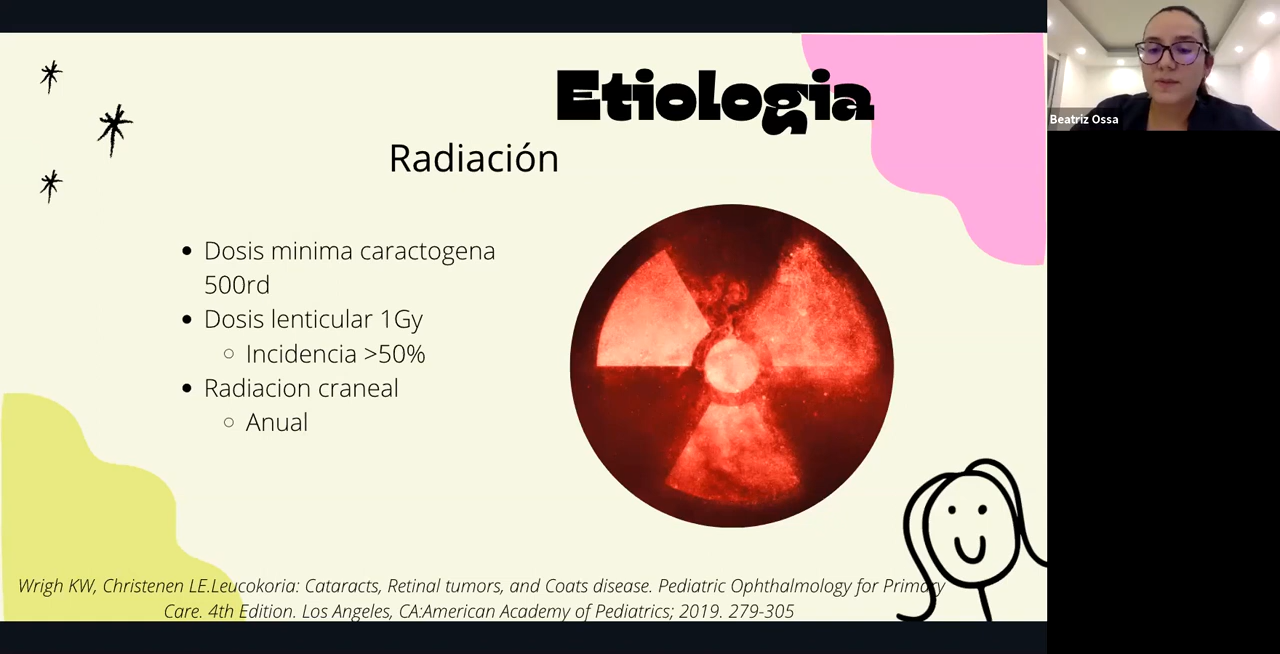 Etiologia
Radiación
Dosis minima caractogena
500rd
Dosis lenticular 1Gy
Incidencia >50%
Radiacion craneal
Anual
Wrigh KW, Christenen LE.Leucokoria: Cataracts, Retinal tumors, and Coats disease. Pediatric Ophthalmology for Primary
Care. 4th Edition. Los Angeles, CA:American Academy of Pediatrics; 2019. 279-305
Beatriz Ossa